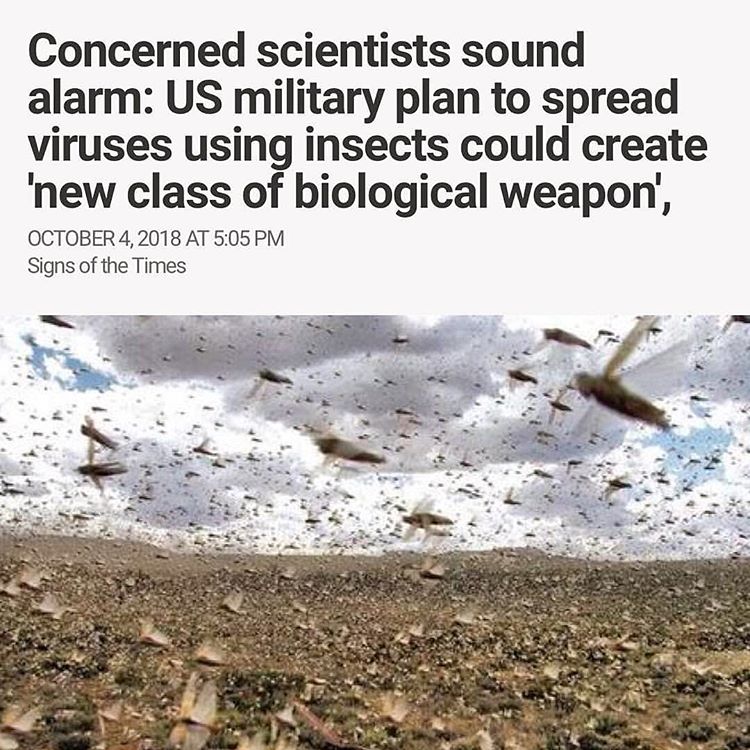 Concerned scientists sound
alarm: US military plan to spread
viruses using insects could create
'new class of biological weapon',
OCTOBER 4, 2018 AT 5:05 PM
Signs of the Times